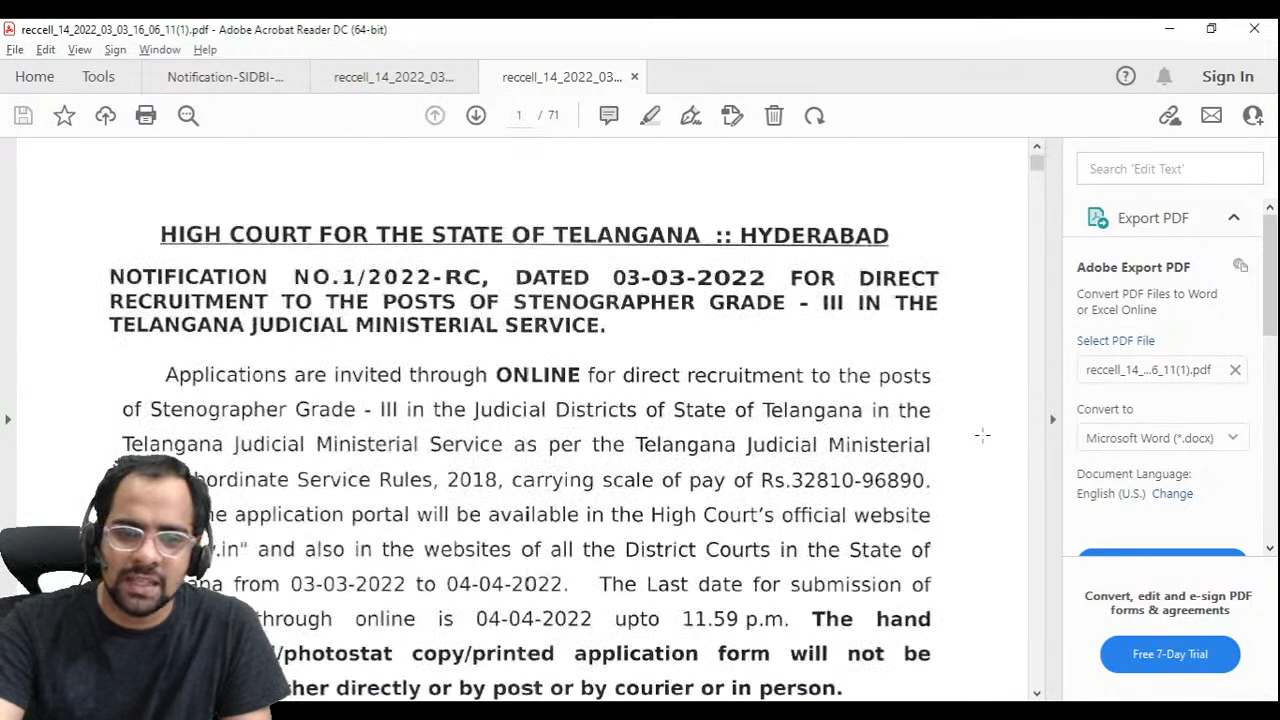 reccell_14_2022_03_03_16_06_11(1).pdf - Adobe Acrobat Reader DC (64-bit)
File Edit View Sign Window Help
Home Tools Notification-SIDBI-... reccell_14_2022_03... reccell_14_2022_03... × Sign In
1 / 71
Search 'Edit Text'
Export PDF
Adobe Export PDF
Convert PDF Files to Word
or Excel Online
Select PDF File
reccell_14_...6_11(1).pdf
Convert to
Microsoft Word (*.docx)
Document Language:
English (U.S.) Change
Convert, edit and e-sign PDF
forms & agreements
Free 7-Day Trial
HIGH COURT FOR THE STATE OF TELANGANA :: HYDERABAD
NOTIFICATION NO.1/2022-RC, DATED 03-03-2022 FOR DIRECT
RECRUITMENT TO THE POSTS OF STENOGRAPHER GRADE - III IN THE
TELANGANA JUDICIAL MINISTERIAL SERVICE.
Applications are invited through ONLINE for direct recruitment to the posts
of Stenographer Grade - III in the Judicial Districts of State of Telangana in the
Telangana Judicial Ministerial Service as per the Telangana Judicial Ministerial
Service Rules, 2018, carrying scale of pay of Rs.32810-96890.
application portal will be available in the High Court's official website
and also in the websites of all the District Courts in the State of
from 03-03-2022 to 04-04-2022. The Last date for submission of
through online is 04-04-2022 upto 11.59 p.m. The hand
/photostat copy/printed application form will not be
directly or by post or by courier or in person.